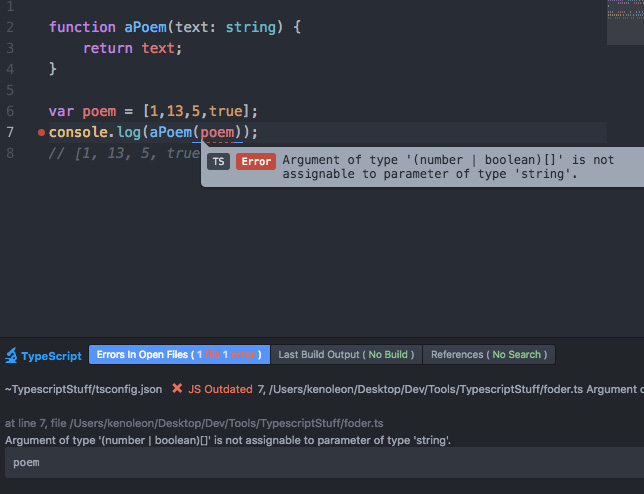 1
2 function aPoem(text: string) {
3 return text;
4 }
5
6 var poem = [1,13,5,true];
7 console.log(aPoem(poem));
8 // [1, 13, 5, true
TS Error Argument of type '(number | boolean)[]' is not
assignable to parameter of type 'string'.
TypeScript Errors In Open Files ( 1 file 1 error ) Last Build Output ( No Build ) References ( No Search )
~TypescriptStuff/tsconfig.json ✖ JS Outdated 7, /Users/kenoleon/Desktop/Dev/Tools/TypescriptStuff/foder.ts Argument
at line 7, file /Users/kenoleon/Desktop/Dev/Tools/TypescriptStuff/foder.ts
Argument of type '(number | boolean)[]' is not assignable to parameter of type 'string'.
poem